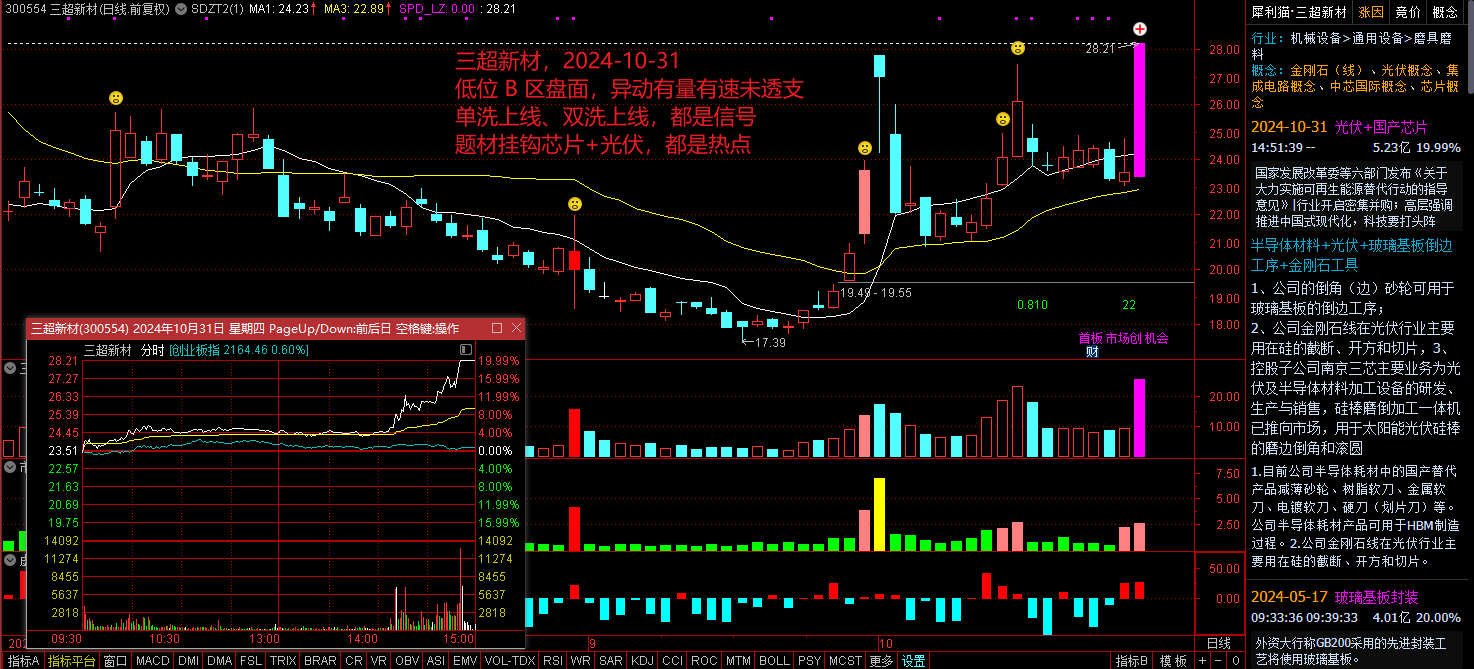 300554 三超新材(日线.前复权) SDZT2(1) MA1: 24.23↑ MA3: 22.89↑ SPD_LZ: 0.00 : 28.21
三超新材，2024-10-31
低位 B 区盘面，异动有量有速未透支
单洗上线、双洗上线，都是信号
题材挂钩芯片+光伏，都是热点
28.21
19.49 - 19.55
17.39
0.810
22
首板 市场创 机会
财
28.00
27.00
26.00
25.00
24.00
23.00
22.00
21.00
20.00
19.00
18.00
20.00
10.00
7.50
5.00
2.50
50.00
0.00
三超新材(300554) 2024年10月31日 星期四 PageUp/Down:前后日 空格键:操作
三超新材 分时 [创业板指 2164.46 0.60%]
28.21 19.99%
27.27 15.99%
26.33 11.99%
25.39 8.00%
24.45 4.00%
23.51 0.00%
22.57 4.00%
21.63 8.00%
20.69 11.99%
19.75 15.99%
14092 14092
11274 11274
8455 8455
5637 5637
2818 2818
09:30 10:30 13:00 14:00 15:00
9
10
日线
指标A 指标平台 窗口 MACD DMI DMA FSL TRIX BRAR CR VR OBV ASI EMV VOL-TDX RSI WR SAR KDJ CCI ROC MTM BOLL PSY MCST 更多 设置
指标B 模板 + − 0
犀利猫·三超新材 涨因 竞价 概念
行业：机械设备>通用设备>磨具磨
料
概念：金刚石（线）、光伏概念、集
成电路概念、中芯国际概念、芯片概
念
2024-10-31 光伏+国产芯片
14:51:39 -- 5.23亿 19.99%
国家发展改革委等六部门发布《关于
大力实施可再生能源替代行动的指导
意见》|行业开启密集并购；高层强调
推进中国式现代化，科技要打头阵
半导体材料+光伏+玻璃基板倒边
工序+金刚石工具
1、公司的倒角（边）砂轮可用于
玻璃基板的倒边工序；
2、公司金刚石线在光伏行业主要
用在硅的截断、开方和切片，3、
控股子公司南京三芯主要业务为光
伏及半导体材料加工设备的研发、
生产与销售，硅棒磨倒加工一体机
已推向市场，用于太阳能光伏硅棒
的磨边倒角和滚圆
1.目前公司半导体耗材中的国产替代
产品减薄砂轮、树脂软刀、金属软
刀、电镀软刀、硬刀（划片刀）等。
公司半导体耗材产品可用于HBM制造
过程。2.公司金刚石线在光伏行业主
要用在硅的截断、开方和切片。
2024-05-17 玻璃基板封装
09:33:36 09:39:33 4.01亿 20.00%
外资大行称GB200采用的先进封装工
艺将使用玻璃基板。